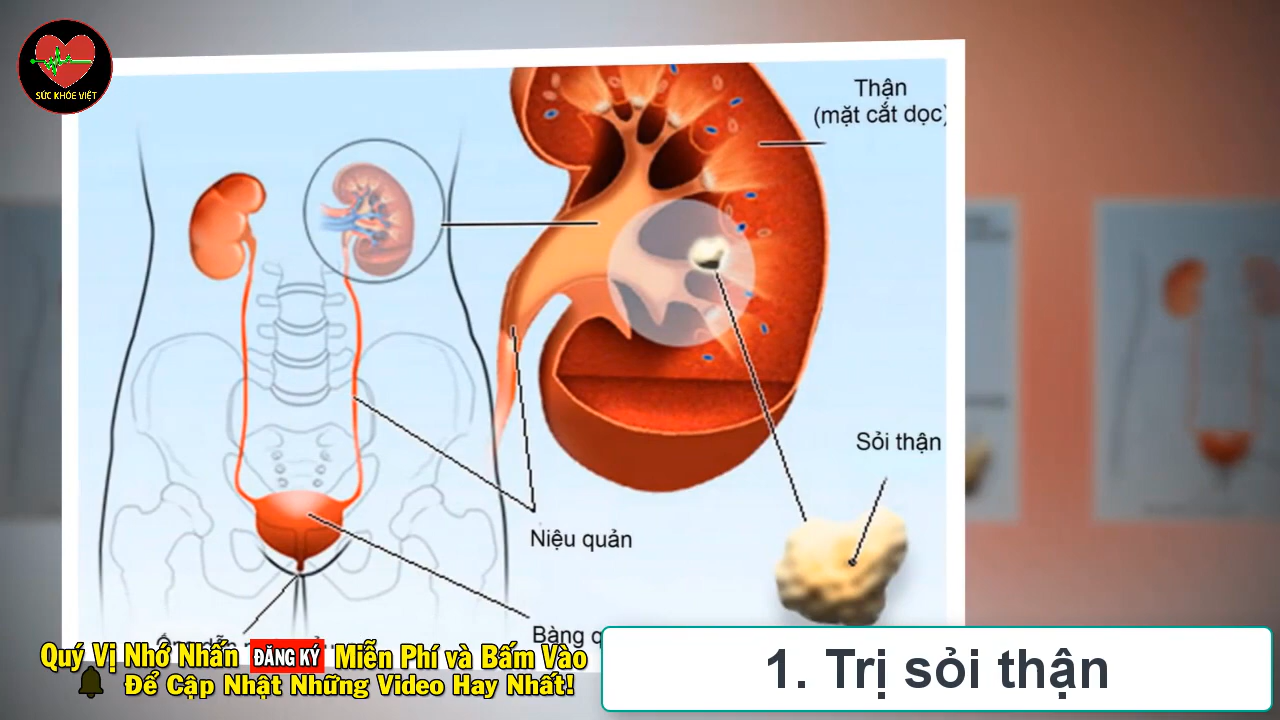 SỨC KHỎE VIỆT
Thận
(mặt cắt dọc)
Sỏi thận
Niệu quản
Bàng
Quý Vị Nhớ Nhấn ĐĂNG KÝ Miễn Phí và Bấm Vào
Để Cập Nhật Những Video Hay Nhất!
1. Trị sỏi thận